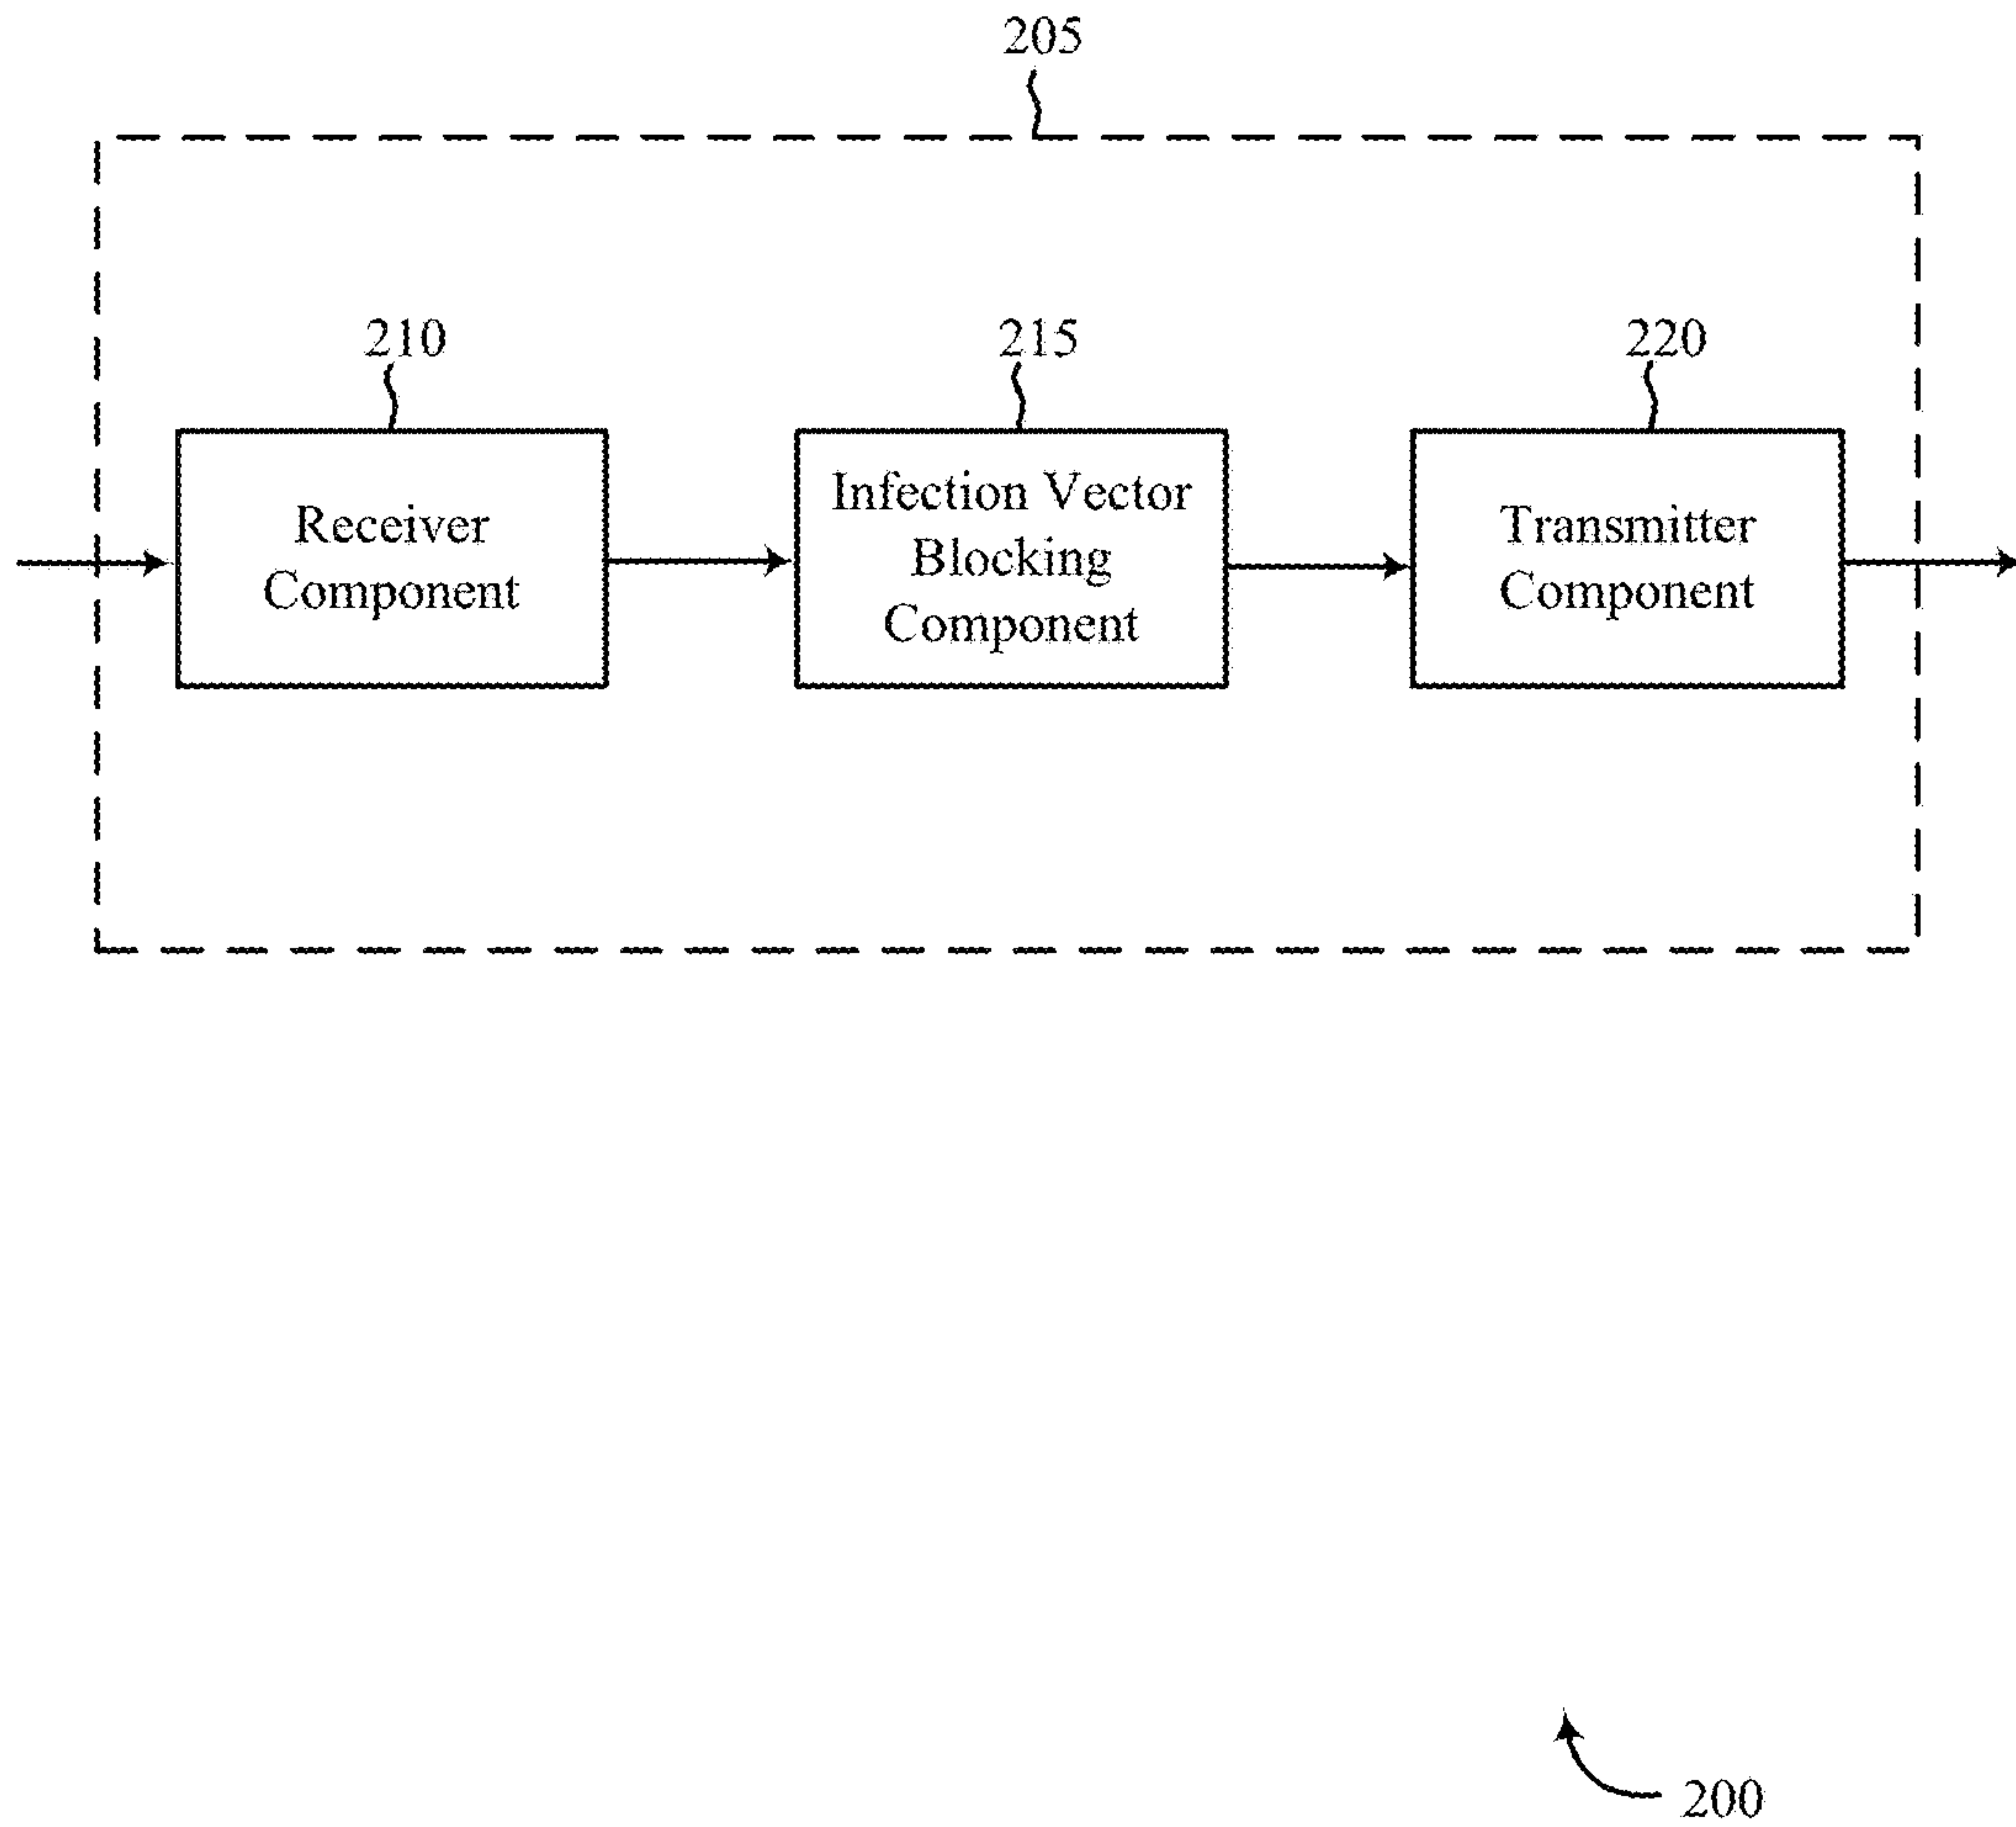 205
210
215
220
Receiver
Component
Infection Vector
Blocking
Component
Transmitter
Component
200